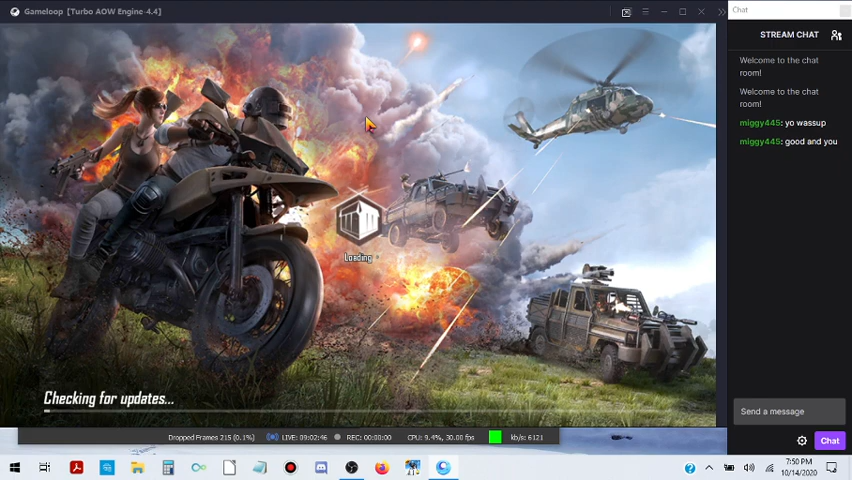 Gameloop [Turbo AOW Engine-4.4]
Loading
Checking for updates...
Dropped Frames 215 (0.1%) LIVE: 09:02:46 REC: 00:00:00 CPU: 9.4%, 30.00 fps kb/s: 6121
Chat
STREAM CHAT
Welcome to the chat
room!
Welcome to the chat
room!
miggy445: yo wassup
miggy445: good and you
Send a message
Chat
7:50 PM
10/14/2020